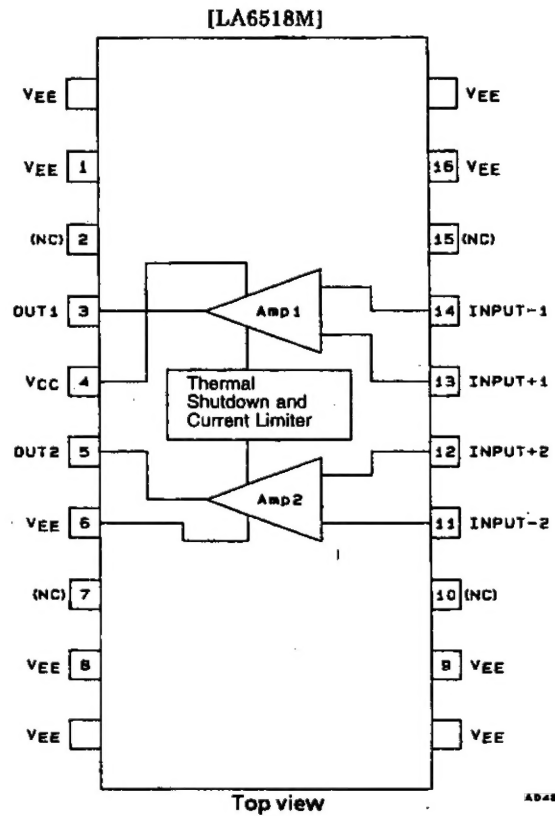 [LA6518M]
VEE VEE
VEE 1 16 VEE
(NC) 2 15 (NC)
OUT1 3 Amp1 14 INPUT-1
VCC 4 13 INPUT+1
Thermal
Shutdown and
Current Limiter
OUT2 5 12 INPUT+2
Amp2
VEE 6 11 INPUT-2
(NC) 7 10 (NC)
VEE 8 9 VEE
VEE VEE
Top view